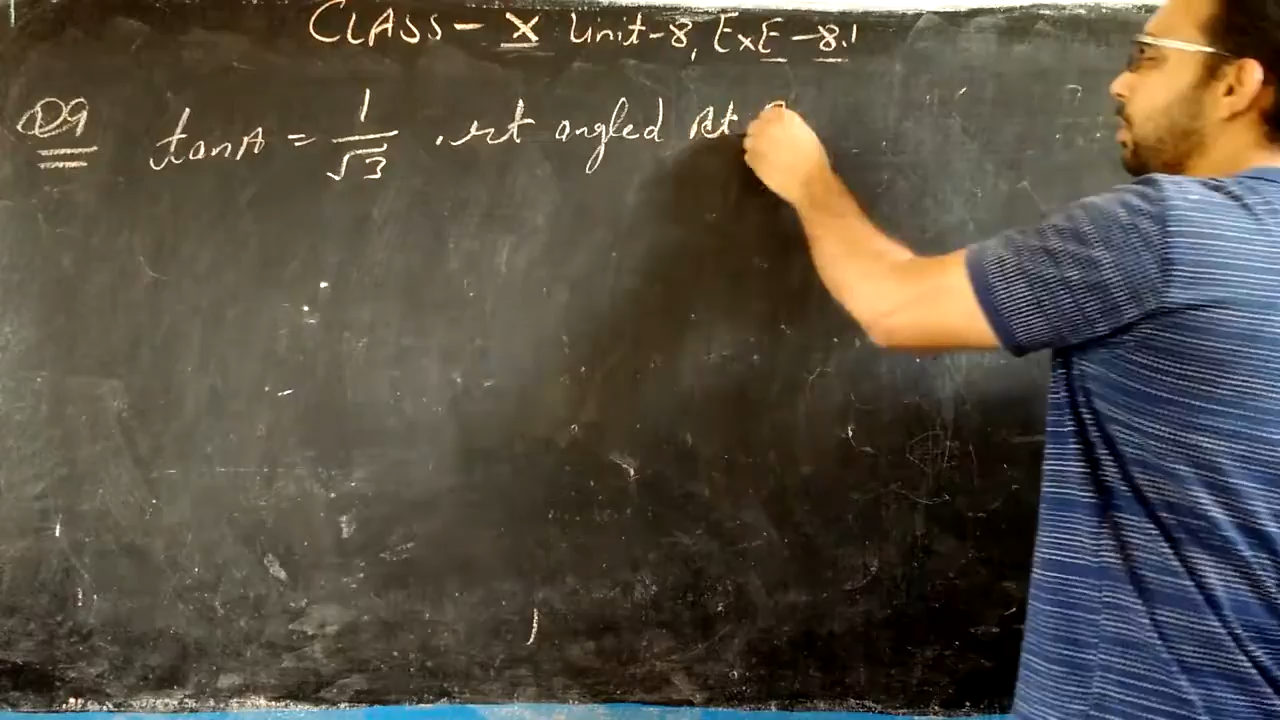 CLASS - X Unit-8, ExE-8.1
Q9 tanA = 1/√3 . rt angled At